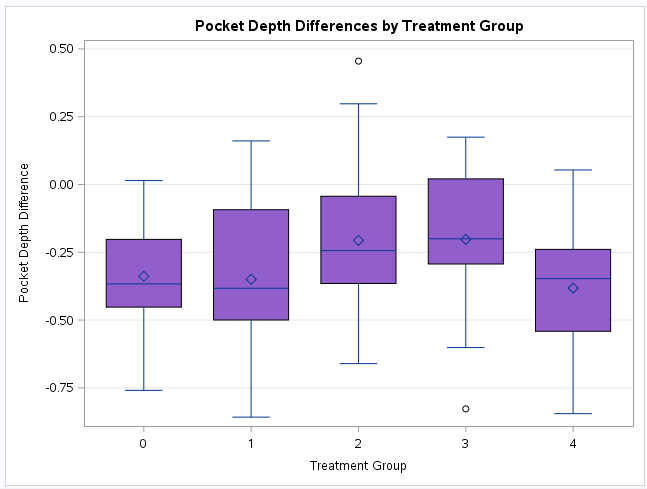 Pocket Depth Differences by Treatment Group
0.50
0.25
0.00
-0.25
-0.50
-0.75
Pocket Depth Difference
0 1 2 3 4
Treatment Group